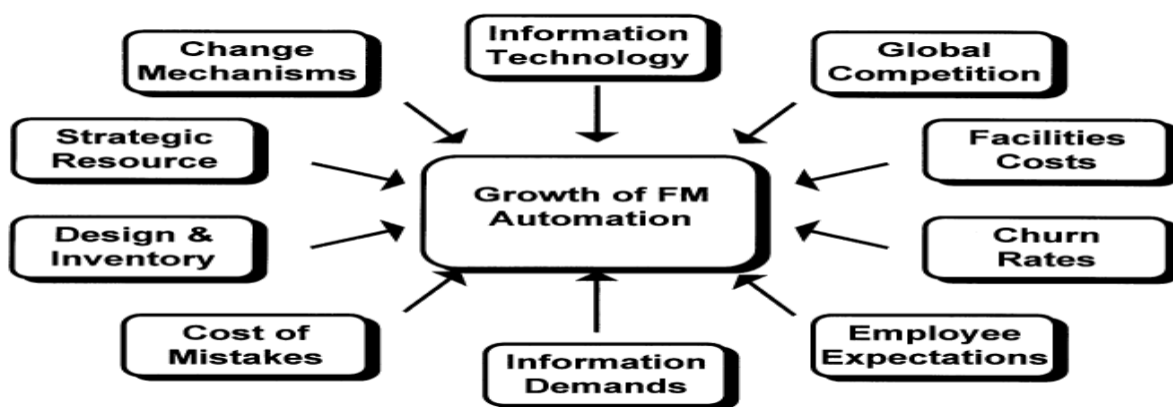 Information
Technology
Change
Mechanisms
Global
Competition
Strategic
Resource
Facilities
Costs
Growth of FM
Automation
Design &
Inventory
Churn
Rates
Cost of
Mistakes
Employee
Expectations
Information
Demands